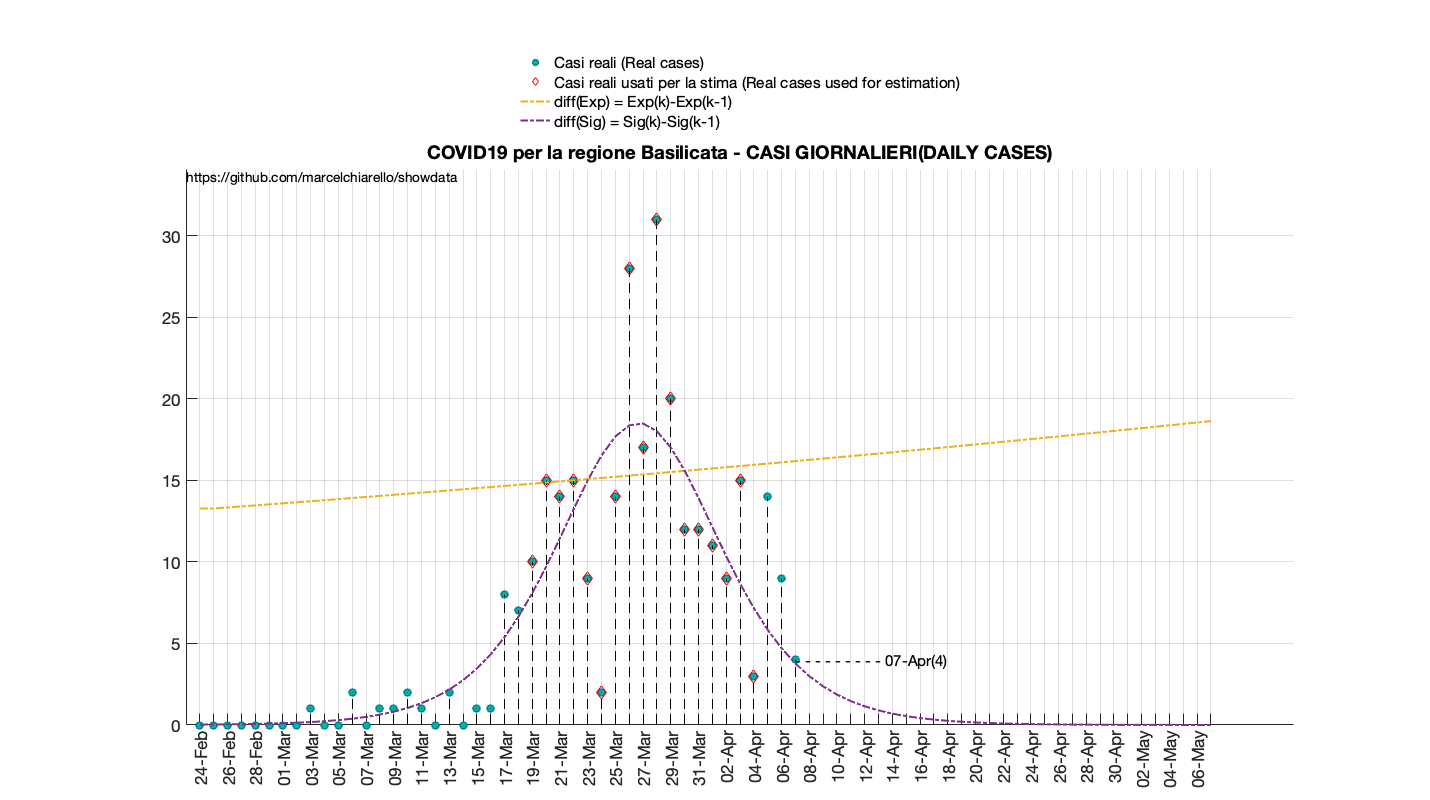 Casi reali (Real cases)
Casi reali usati per la stima (Real cases used for estimation)
diff(Exp) = Exp(k)-Exp(k-1)
diff(Sig) = Sig(k)-Sig(k-1)
COVID19 per la regione Basilicata - CASI GIORNALIERI(DAILY CASES)
https://github.com/marcelchiarello/showdata
30
25
20
15
10
5
0
07-Apr(4)
24-Feb
26-Feb
28-Feb
01-Mar
03-Mar
05-Mar
07-Mar
09-Mar
11-Mar
13-Mar
15-Mar
17-Mar
19-Mar
21-Mar
23-Mar
25-Mar
27-Mar
29-Mar
31-Mar
02-Apr
04-Apr
06-Apr
08-Apr
10-Apr
12-Apr
14-Apr
16-Apr
18-Apr
20-Apr
22-Apr
24-Apr
26-Apr
28-Apr
30-Apr
02-May
04-May
06-May